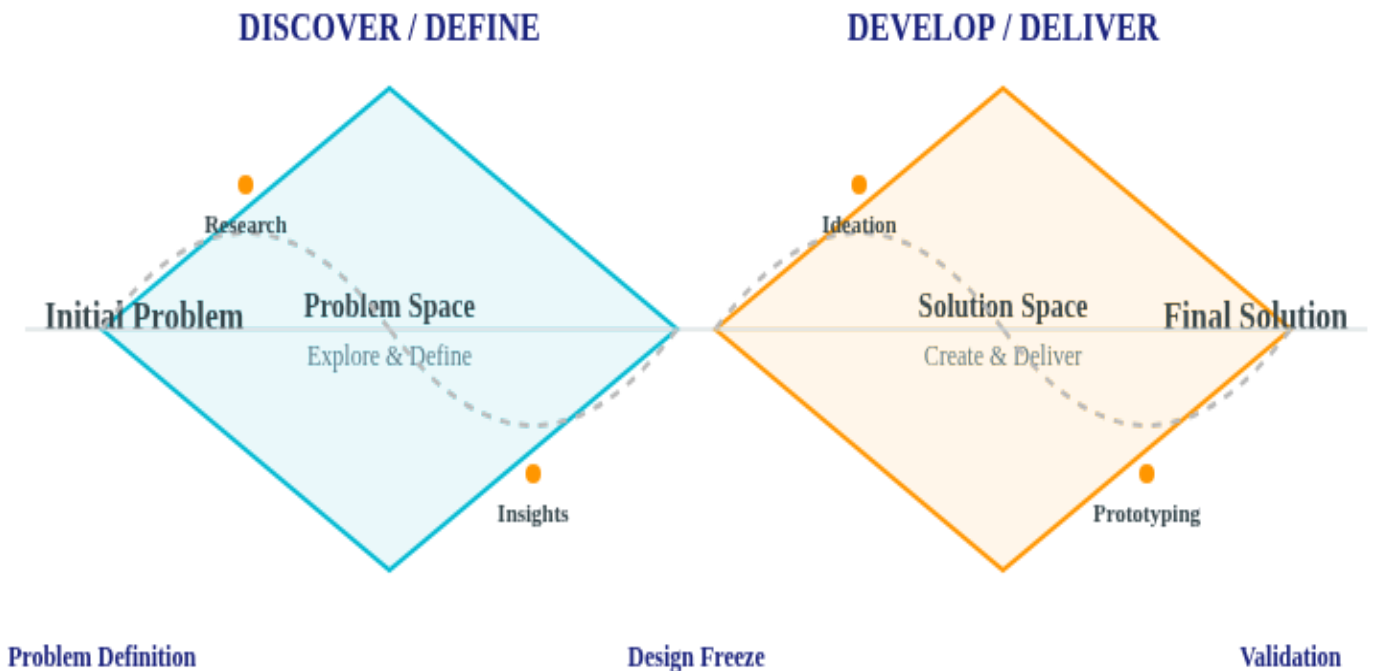 DISCOVER / DEFINE
DEVELOP / DELIVER
Research
Ideation
Initial Problem
Problem Space
Solution Space
Final Solution
Explore & Define
Create & Deliver
Insights
Prototyping
Problem Definition
Design Freeze
Validation